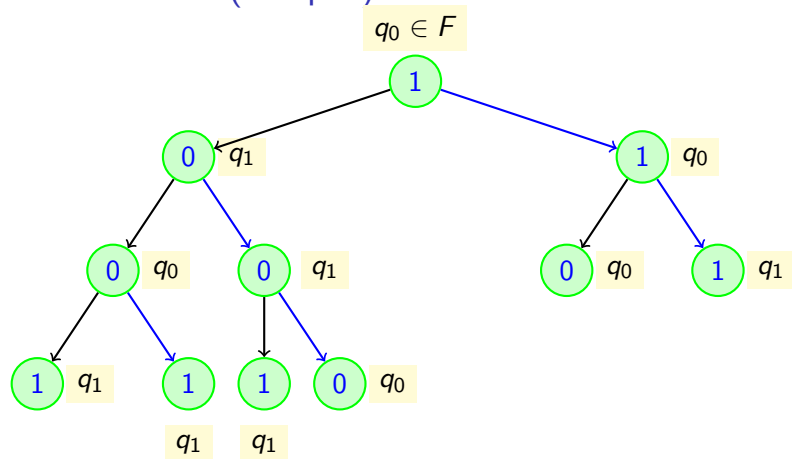 q₀ ∈ F
1
0 q₁ 1 q₀
0 q₀ 0 q₁ 0 q₀ 1 q₁
1 q₁ 1 1 0 q₀
q₁ q₁